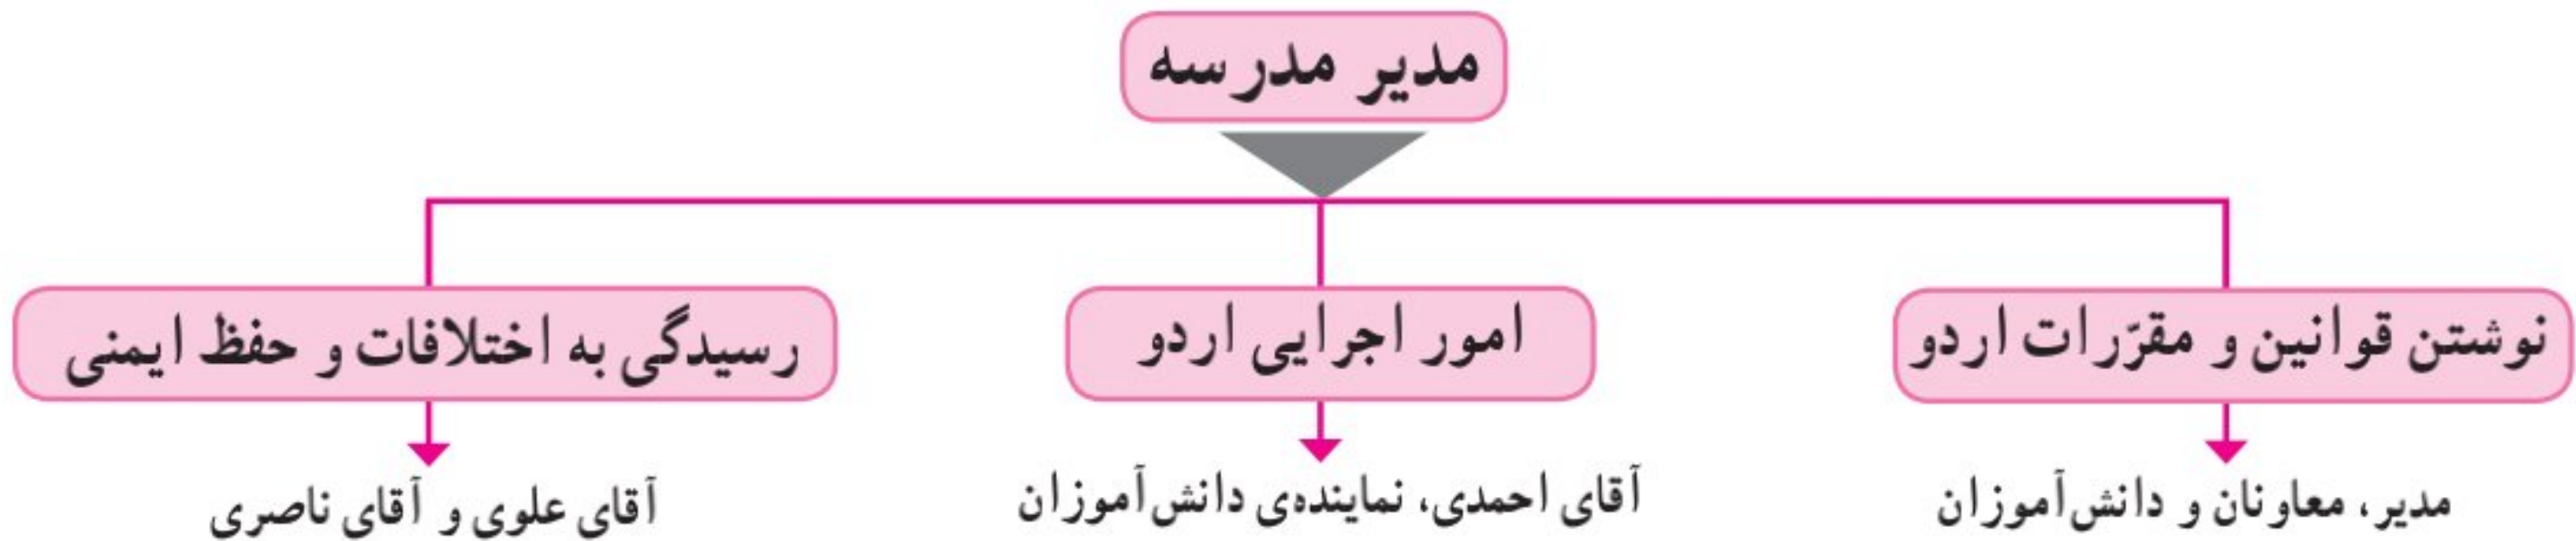 مدیر مدرسه
نوشتن قوانین و مقرّرات اردو
امور اجرایی اردو
رسیدگی به اختلافات و حفظ ایمنی
مدیر، معاونان و دانش‌آموزان
آقای احمدی، نماینده‌ی دانش‌آموزان
آقای علوی و آقای ناصری